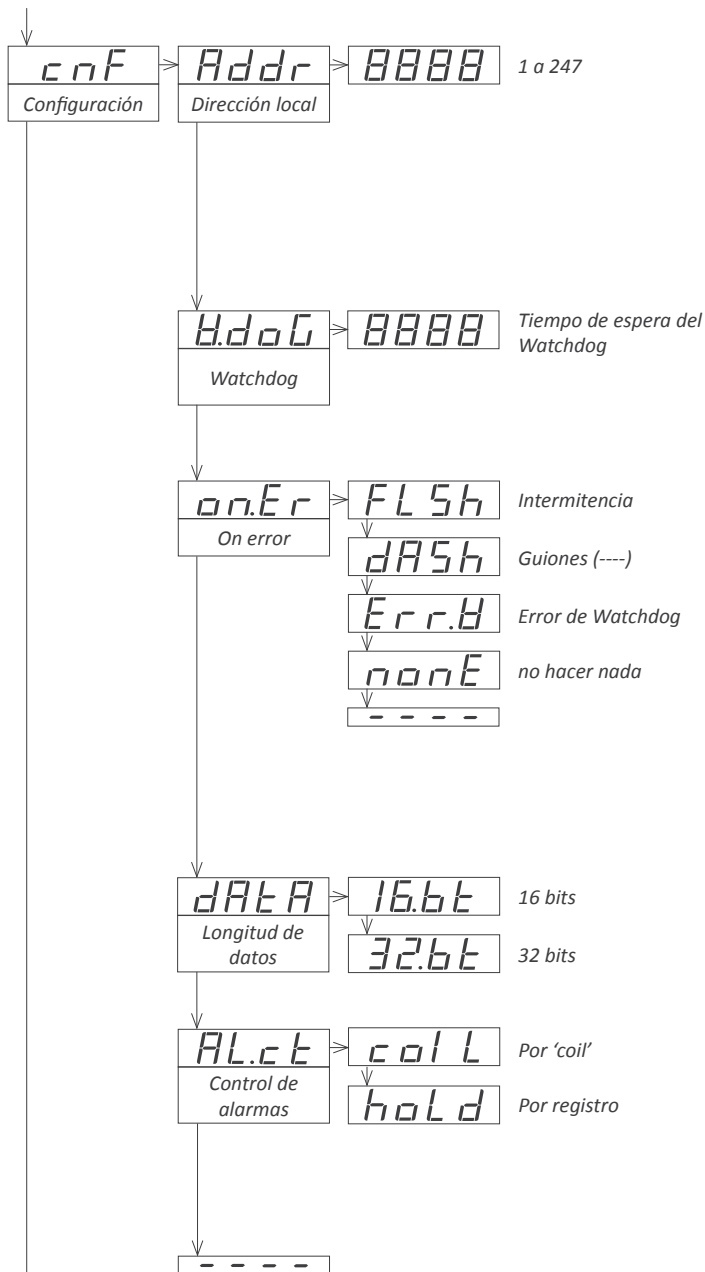 cnF Addr 8888 1 a 247
Configuración Dirección local
W.doG 8888 Tiempo de espera del
Watchdog
Watchdog
on.Er FLSh Intermitencia
On error
dASh Guiones (----)
Err.W Error de Watchdog
nonE no hacer nada
----
dAtA 16.bt 16 bits
Longitud de
datos
32.bt 32 bits
AL.ct coIL Por ‘coil’
Control de
alarmas
hoLd Por registro
----